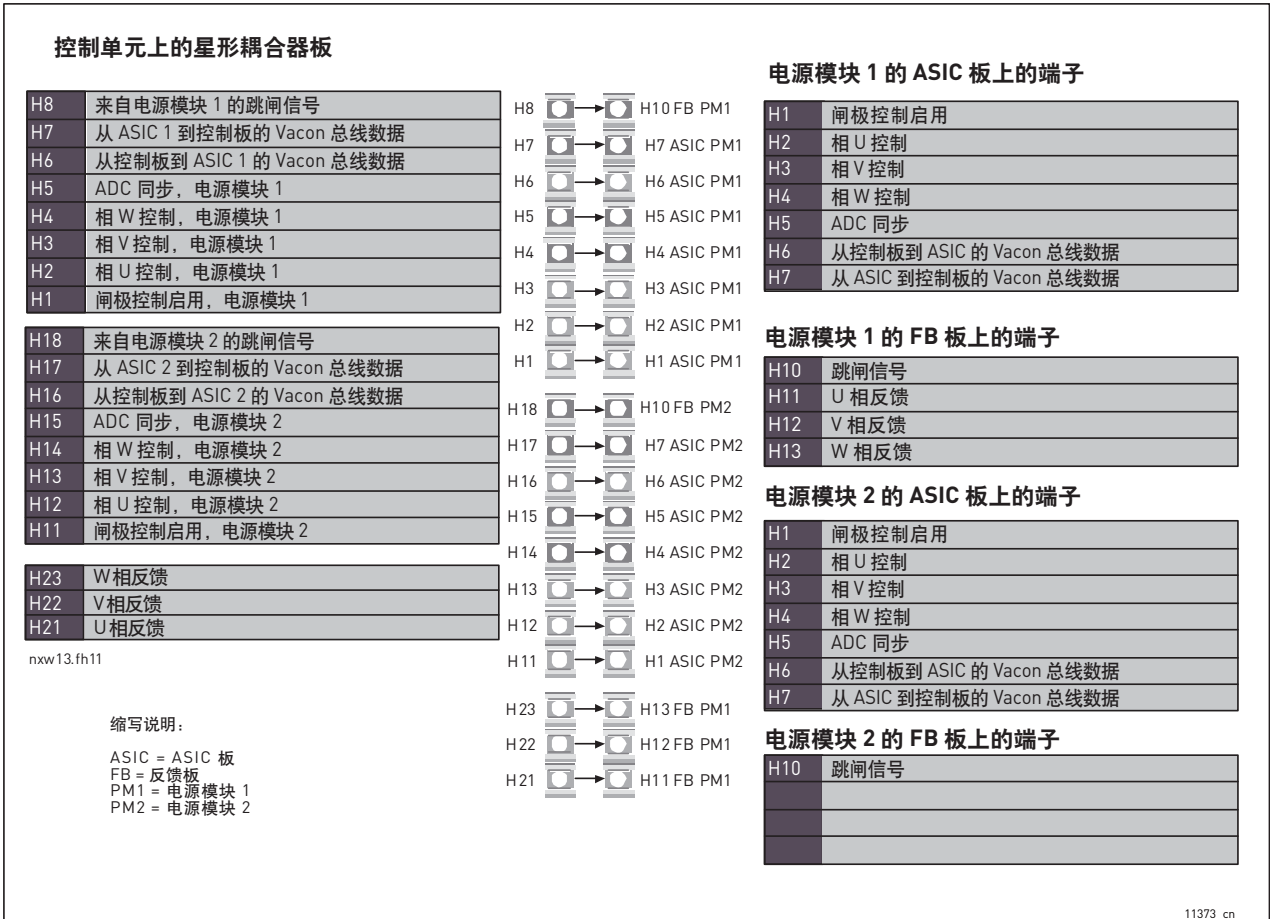 控制单元上的星形耦合器板
H8 来自电源模块 1 的跳闸信号
H7 从 ASIC 1 到控制板的 Vacon 总线数据
H6 从控制板到 ASIC 1 的 Vacon 总线数据
H5 ADC 同步，电源模块 1
H4 相 W 控制，电源模块 1
H3 相 V 控制，电源模块 1
H2 相 U 控制，电源模块 1
H1 闸极控制启用，电源模块 1
H18 来自电源模块 2 的跳闸信号
H17 从 ASIC 2 到控制板的 Vacon 总线数据
H16 从控制板到 ASIC 2 的 Vacon 总线数据
H15 ADC 同步，电源模块 2
H14 相 W 控制，电源模块 2
H13 相 V 控制，电源模块 2
H12 相 U 控制，电源模块 2
H11 闸极控制启用，电源模块 2
H23 W相反馈
H22 V相反馈
H21 U相反馈
nxw13.fh11
缩写说明：
ASIC = ASIC 板
FB = 反馈板
PM1 = 电源模块 1
PM2 = 电源模块 2
H8 H10 FB PM1
H7 H7 ASIC PM1
H6 H6 ASIC PM1
H5 H5 ASIC PM1
H4 H4 ASIC PM1
H3 H3 ASIC PM1
H2 H2 ASIC PM1
H1 H1 ASIC PM1
H18 H10 FB PM2
H17 H7 ASIC PM2
H16 H6 ASIC PM2
H15 H5 ASIC PM2
H14 H4 ASIC PM2
H13 H3 ASIC PM2
H12 H2 ASIC PM2
H11 H1 ASIC PM2
H23 H13 FB PM1
H22 H12 FB PM1
H21 H11 FB PM1
电源模块 1 的 ASIC 板上的端子
H1 闸极控制启用
H2 相 U 控制
H3 相 V 控制
H4 相 W 控制
H5 ADC 同步
H6 从控制板到 ASIC 的 Vacon 总线数据
H7 从 ASIC 到控制板的 Vacon 总线数据
电源模块 1 的 FB 板上的端子
H10 跳闸信号
H11 U 相反馈
H12 V 相反馈
H13 W 相反馈
电源模块 2 的 ASIC 板上的端子
H1 闸极控制启用
H2 相 U 控制
H3 相 V 控制
H4 相 W 控制
H5 ADC 同步
H6 从控制板到 ASIC 的 Vacon 总线数据
H7 从 ASIC 到控制板的 Vacon 总线数据
电源模块 2 的 FB 板上的端子
H10 跳闸信号
11373_cn